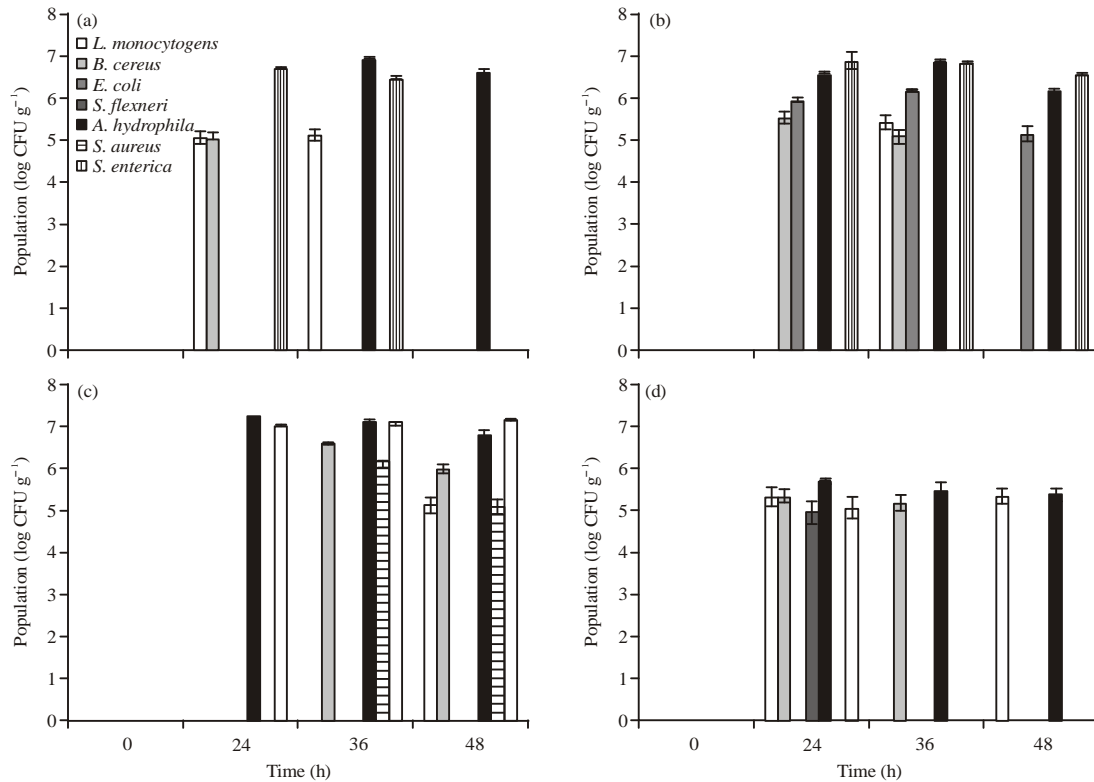 (a)
L. monocytogens
B. cereus
E. coli
S. flexneri
A. hydrophila
S. aureus
S. enterica
8
7
6
5
4
3
2
1
0
Population (log CFU g⁻¹)
(b)
8
7
6
5
4
3
2
1
0
Population (log CFU g⁻¹)
(c)
8
7
6
5
4
3
2
1
0
Population (log CFU g⁻¹)
0 24 36 48
Time (h)
(d)
8
7
6
5
4
3
2
1
0
Population (log CFU g⁻¹)
0 24 36 48
Time (h)